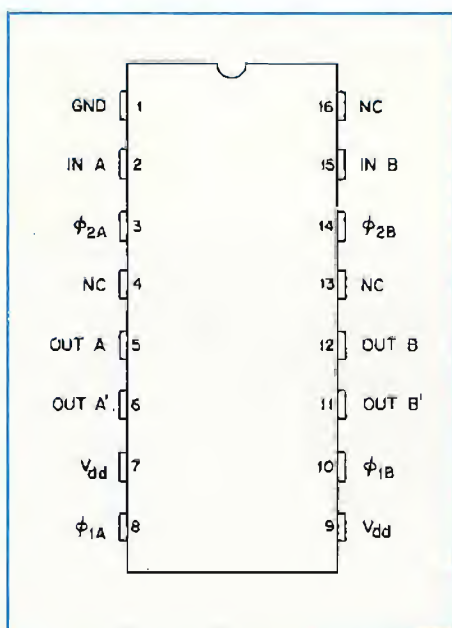 GND 1 16 NC
IN A 2 15 IN B
ϕ2A 3 14 ϕ2B
NC 4 13 NC
OUT A 5 12 OUT B
OUT A' 6 11 OUT B'
Vdd 7 10 ϕ1B
ϕ1A 8 9 Vdd